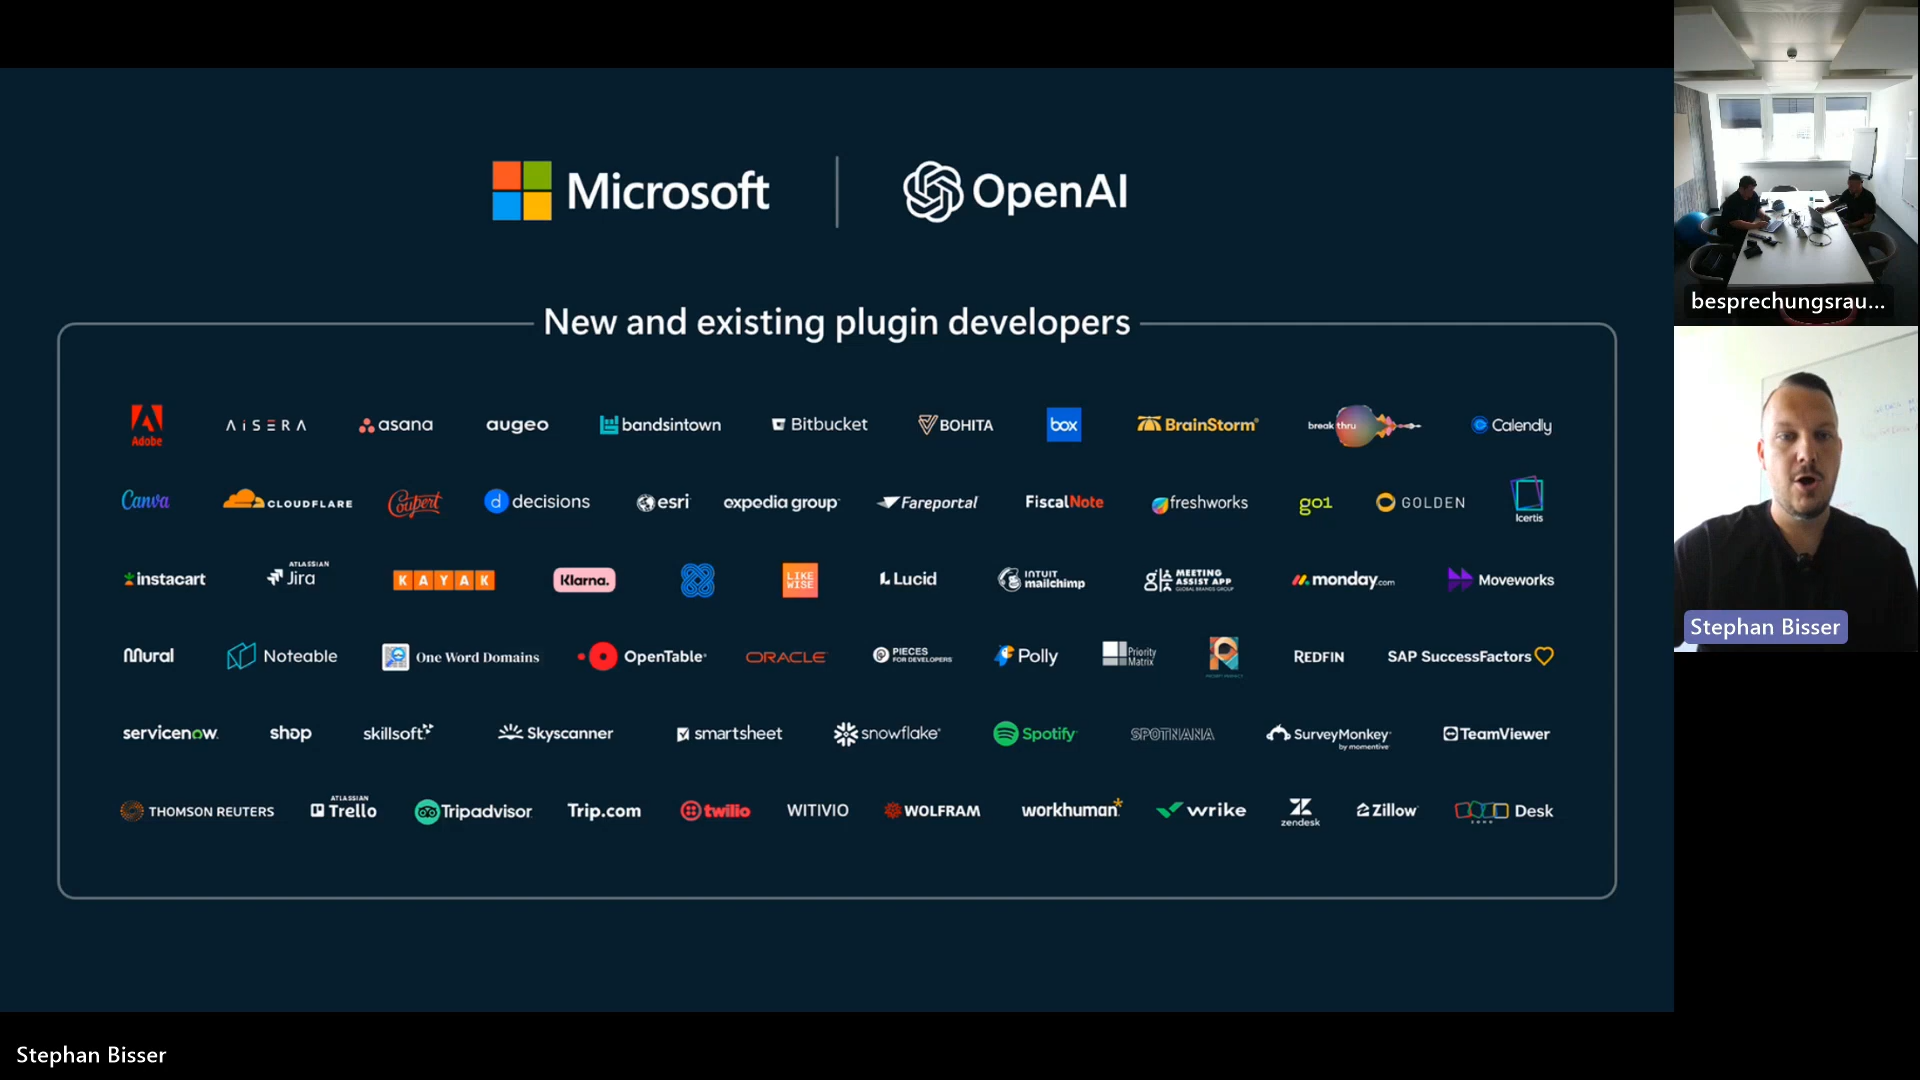 Microsoft | OpenAI
New and existing plugin developers
Adobe AiSERA asana augeo bandsintown Bitbucket BOHITA box BrainStorm® break thru Calendly
Canva CLOUDFLARE Coupert decisions esri expedia group Fareportal FiscalNote freshworks go1 GOLDEN Icertis
instacart ATLASSIAN Jira KAYAK Klarna. LIKE WISE Lucid INTUIT mailchimp MEETING ASSIST APP GLOBAL BRANDS GROUP monday.com Moveworks
Mural Noteable One Word Domains OpenTable® ORACLE PIECES FOR DEVELOPERS Polly Priority Matrix REDFIN SAP SuccessFactors
servicenow shop skillsoft Skyscanner smartsheet snowflake® Spotify SPOTNANA SurveyMonkey by momentive TeamViewer
THOMSON REUTERS ATLASSIAN Trello Tripadvisor Trip.com twilio WITIVIO WOLFRAM workhuman* wrike zendesk Zillow ZOHO Desk
besprechungsrau...
Stephan Bisser
Stephan Bisser